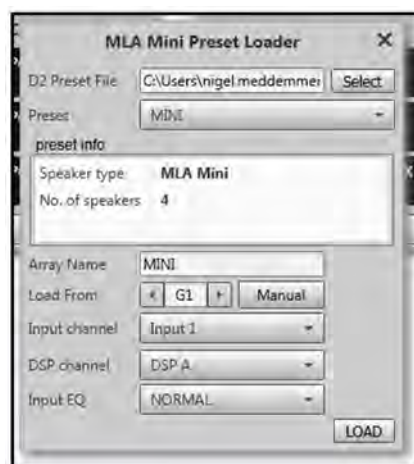 MLA Mini Preset Loader X
D2 Preset File C:\Users\nigel.meddemmei Select
Preset MINI
preset info
Speaker type MLA Mini
No. of speakers 4
Array Name MINI
Load From < G1 + Manual
Input channel Input 1
DSP channel DSP A
Input EQ NORMAL
LOAD